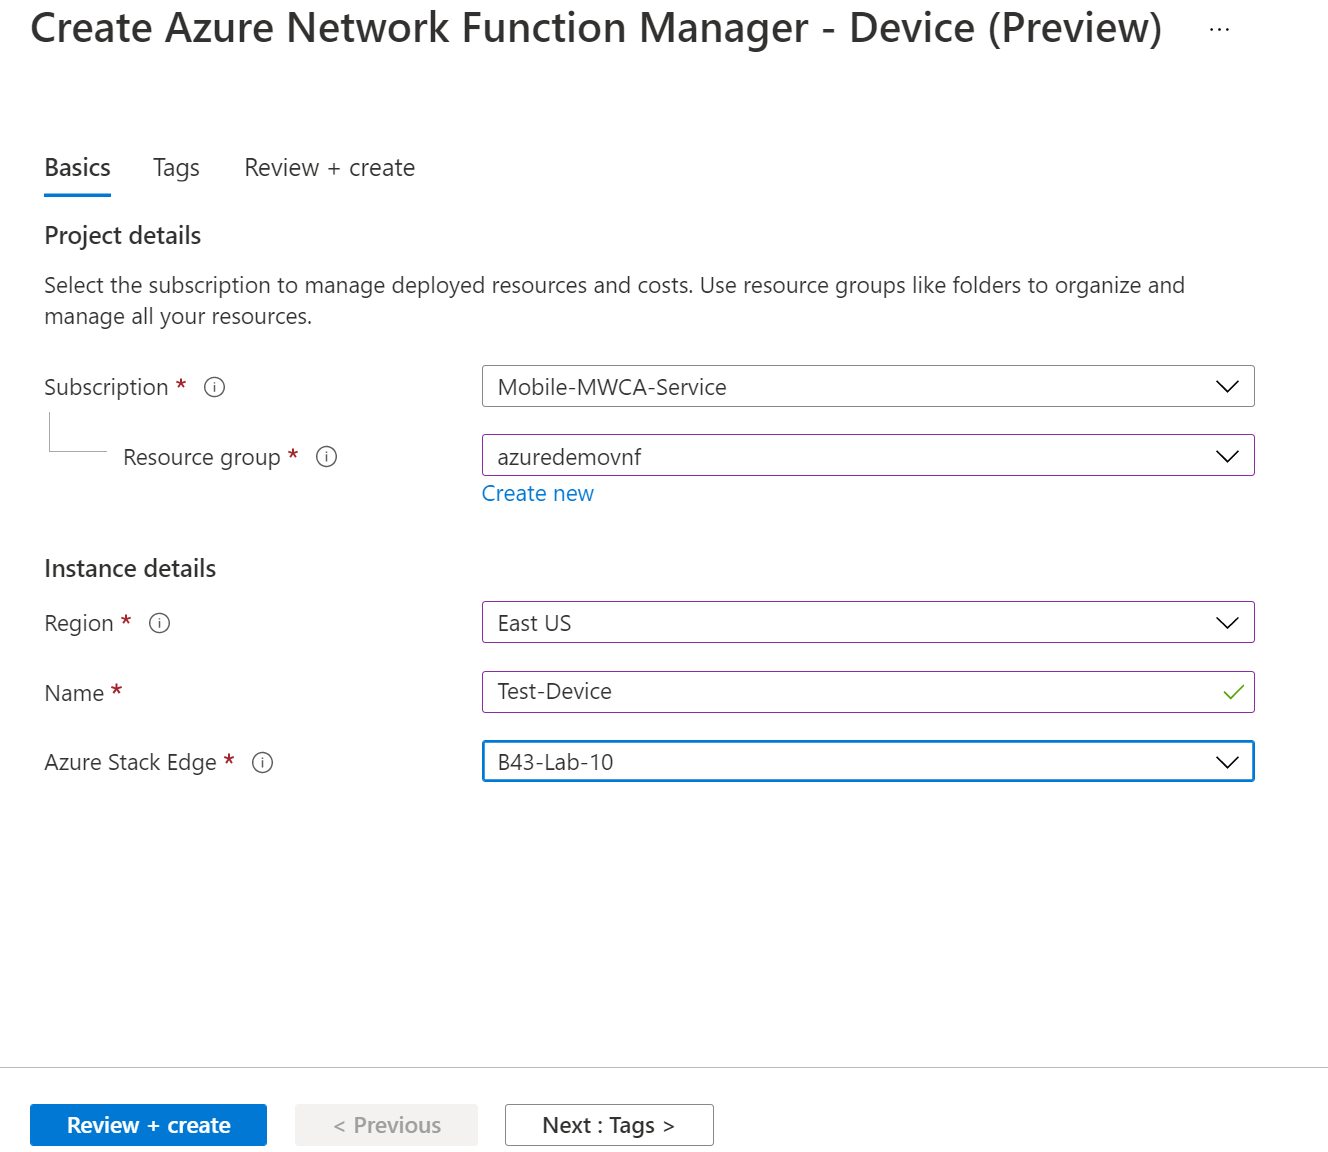 Create Azure Network Function Manager - Device (Preview) ...
Basics Tags Review + create
Project details
Select the subscription to manage deployed resources and costs. Use resource groups like folders to organize and
manage all your resources.
Subscription * Mobile-MWCA-Service
Resource group * azuredemovnf
Create new
Instance details
Region * East US
Name * Test-Device
Azure Stack Edge * B43-Lab-10
Review + create < Previous Next : Tags >